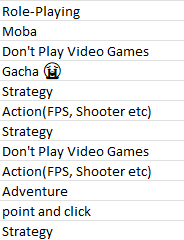 Role-Playing
Moba
Don't Play Video Games
Gacha 😭
Strategy
Action(FPS, Shooter etc)
Strategy
Don't Play Video Games
Action(FPS, Shooter etc)
Adventure
point and click
Strategy